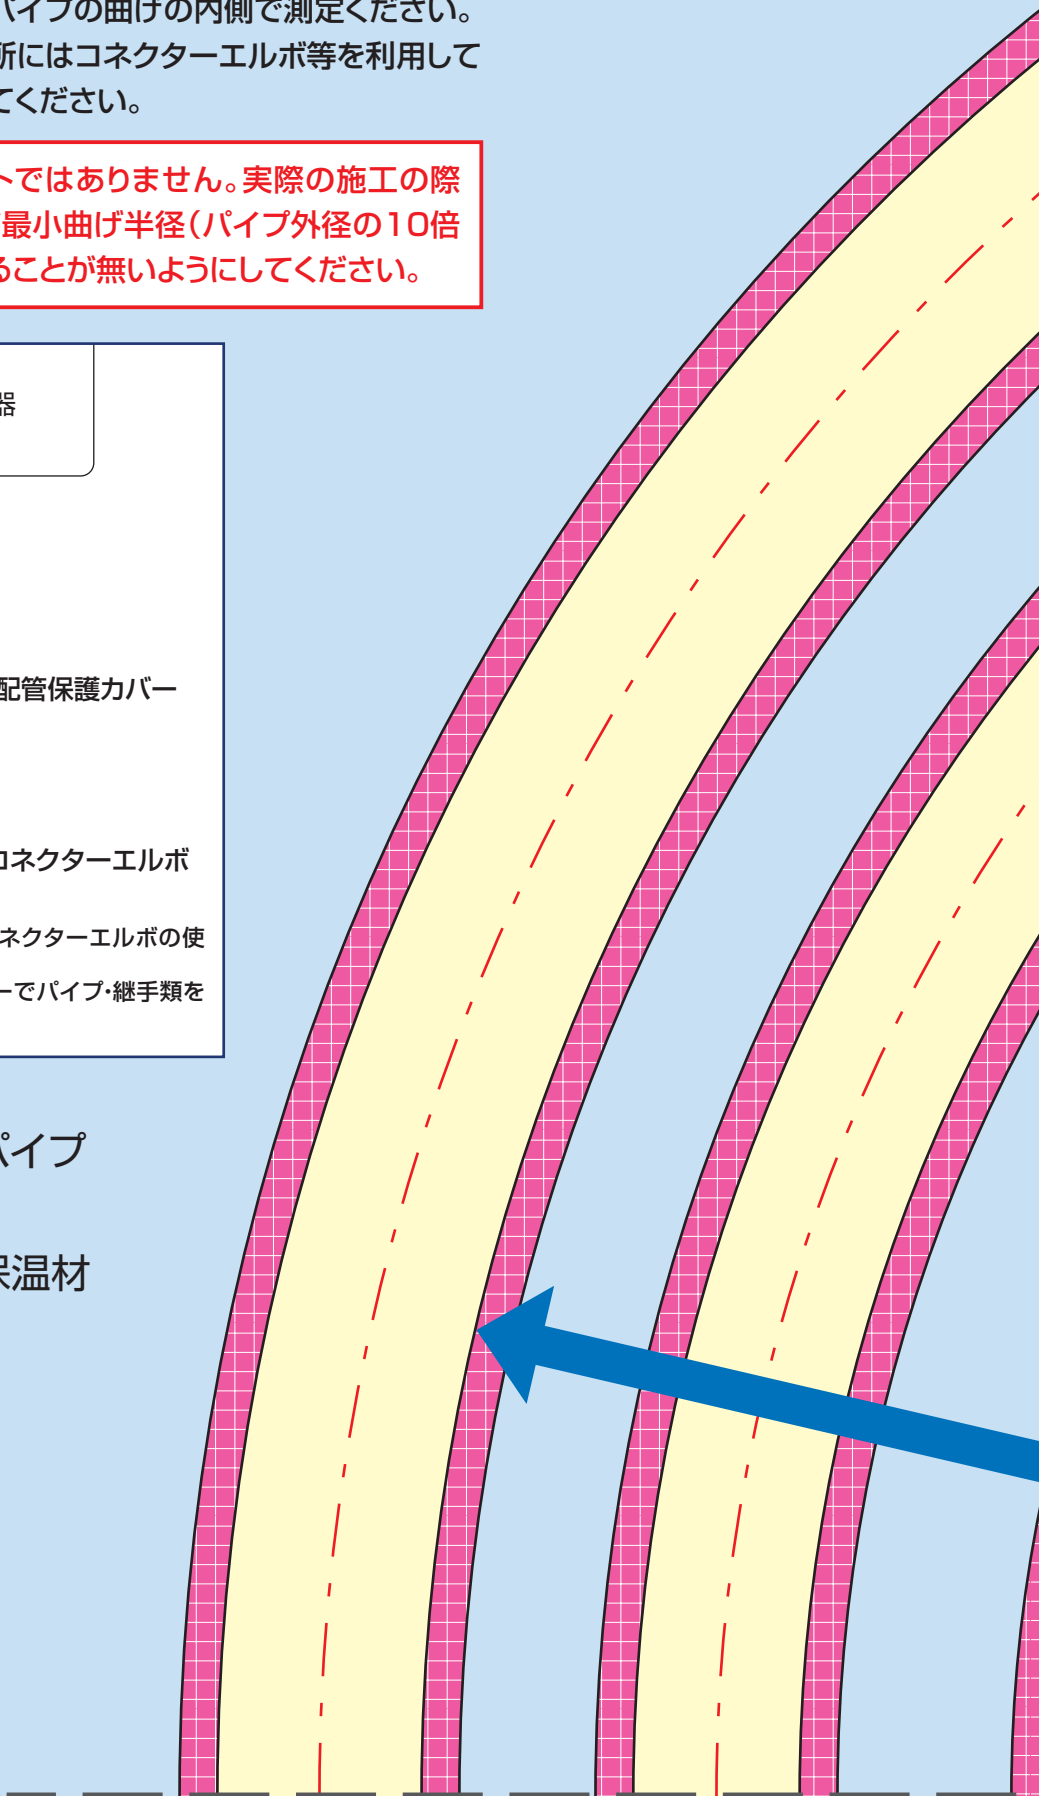 パイプの曲げの内側で測定ください。
所にはコネクターエルボ等を利用して
てください。
トではありません。実際の施工の際
最小曲げ半径(パイプ外径の10倍
ることが無いようにしてください。
器
配管保護カバー
コネクターエルボ
ネクターエルボの使
ーでパイプ・継手類を
パイプ
保温材